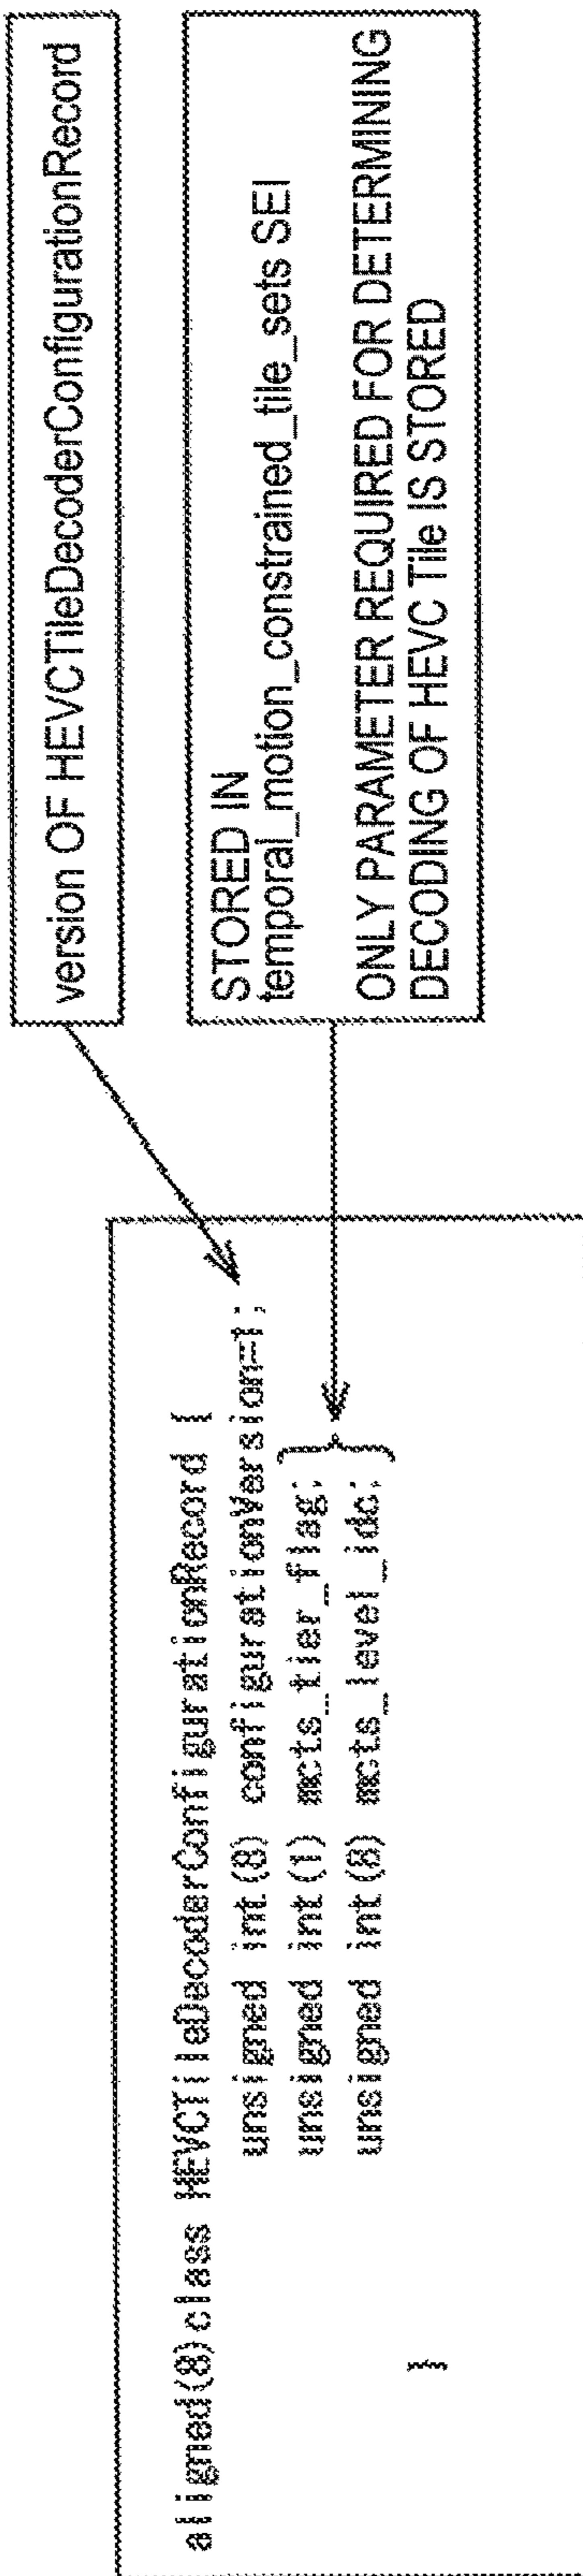 aligned(8)class HEVCTileDecoderConfigurationRecord {
unsigned int(8) configurationVersion=1;
unsigned int(1) mcts_tier_flag;
unsigned int(8) mcts_level_idc;
}
version OF HEVCTileDecoderConfigurationRecord
STORED IN
temporal_motion_constrained_tile_sets SEI
ONLY PARAMETER REQUIRED FOR DETERMINING
DECODING OF HEVC Tile IS STORED